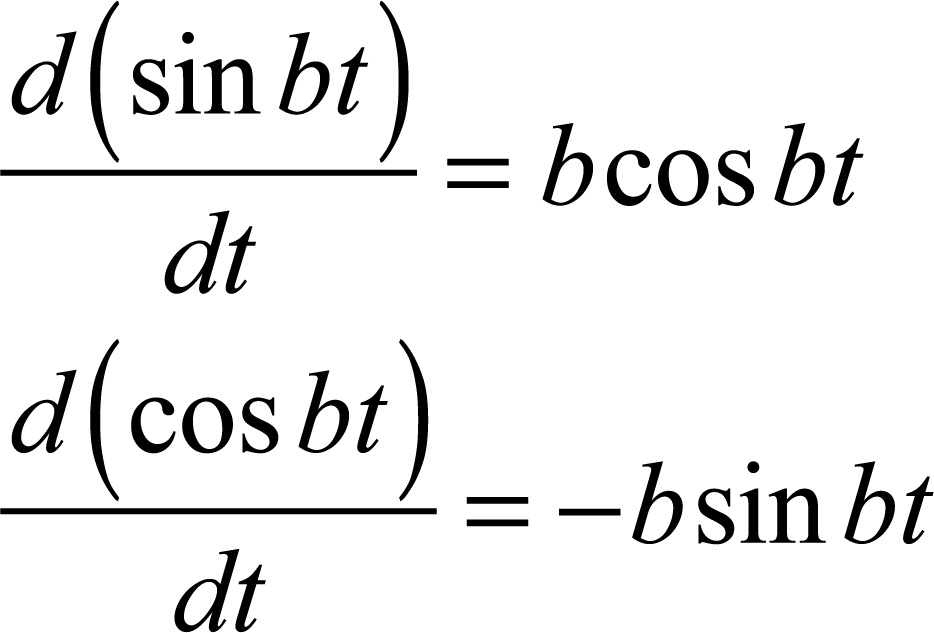 d(sin bt)/dt = b cos bt
d(cos bt)/dt = −b sin bt